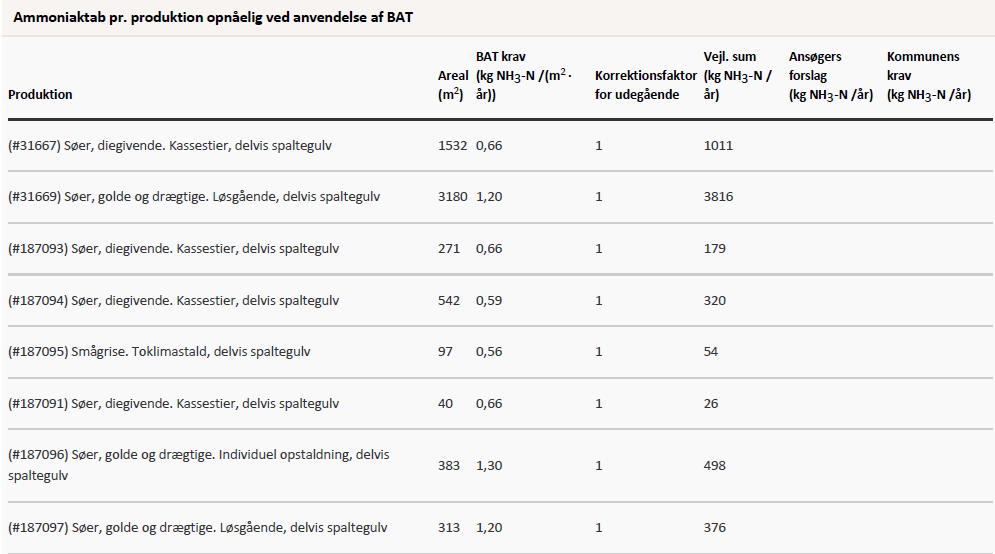 Ammoniaktab pr. produktion opnåelig ved anvendelse af BAT
Produktion Areal (m²) BAT krav (kg NH3-N /(m² · år)) Korrektionsfaktor for udegående Vejl. sum (kg NH3-N / år) Ansøgers forslag (kg NH3-N /år) Kommunens krav (kg NH3-N /år)
(#31667) Søer, diegivende. Kassestier, delvis spaltegulv 1532 0,66 1 1011
(#31669) Søer, golde og drægtige. Løsgående, delvis spaltegulv 3180 1,20 1 3816
(#187093) Søer, diegivende. Kassestier, delvis spaltegulv 271 0,66 1 179
(#187094) Søer, diegivende. Kassestier, delvis spaltegulv 542 0,59 1 320
(#187095) Smågrise. Toklimastald, delvis spaltegulv 97 0,56 1 54
(#187091) Søer, diegivende. Kassestier, delvis spaltegulv 40 0,66 1 26
(#187096) Søer, golde og drægtige. Individuel opstaldning, delvis spaltegulv 383 1,30 1 498
(#187097) Søer, golde og drægtige. Løsgående, delvis spaltegulv 313 1,20 1 376